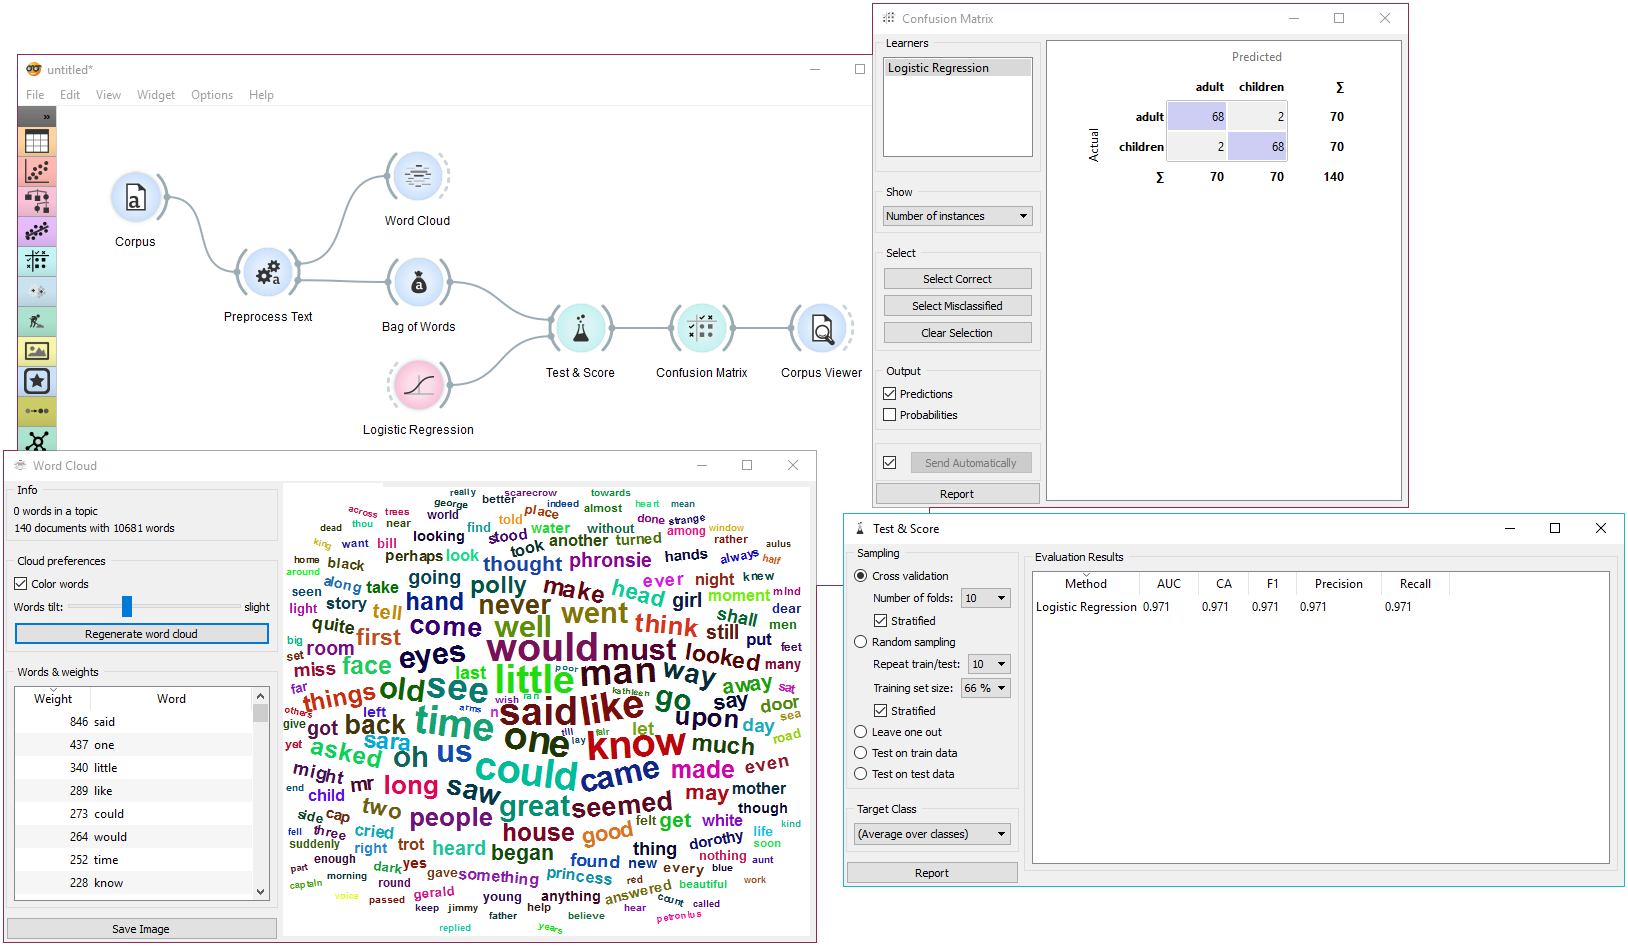 untitled*
File Edit View Widget Options Help
»
Corpus
Preprocess Text
Word Cloud
Bag of Words
Logistic Regression
Test & Score
Confusion Matrix
Corpus Viewer
Confusion Matrix
Learners
Logistic Regression
Show
Number of instances
Select
Select Correct
Select Misclassified
Clear Selection
Output
Predictions
Probabilities
Send Automatically
Report
Predicted
adult children Σ
Actual
adult 68 2 70
children 2 68 70
Σ 70 70 140
Word Cloud
Info
0 words in a topic
140 documents with 10681 words
Cloud preferences
Color words
Words tilt: slight
Regenerate word cloud
Words & weights
Weight Word
846 said
437 one
340 little
289 like
273 could
264 would
252 time
228 know
Save Image
really scarecrow towards
george better indeed almost heart mean
across trees world place done strange
dead thou near find told water without among window
king want bill looking stood took another turned rather aulus
home black perhaps look thought phronsie hands always half
around along take going polly make ever night knew
seen story tell hand never went head girl moment mind
light quite first come well think shall dear
big room eyes would must still put men
set miss face last little poor man looked many feet
far things old see wish ran kathleen way away sat
others left arms n said like go say door sea
give got back time till fair upon day
yet asked sara oh us one lay know let much road
might mr long could came made even
end child saw great seemed may mother
side cap two people felt get white though
fell three cried house good dorothy life kind
suddenly right trot heard began thing nothing soon
part enough dark yes found new every blue aunt
captain morning round gave something princess red beautiful work
voice passed gerald young anything answered count called
keep jimmy father help believe hear petronius
replied years
Test & Score
Sampling
Cross validation
Number of folds: 10
Stratified
Random sampling
Repeat train/test: 10
Training set size: 66 %
Stratified
Leave one out
Test on train data
Test on test data
Target Class
(Average over classes)
Report
Evaluation Results
Method AUC CA F1 Precision Recall
Logistic Regression 0.971 0.971 0.971 0.971 0.971